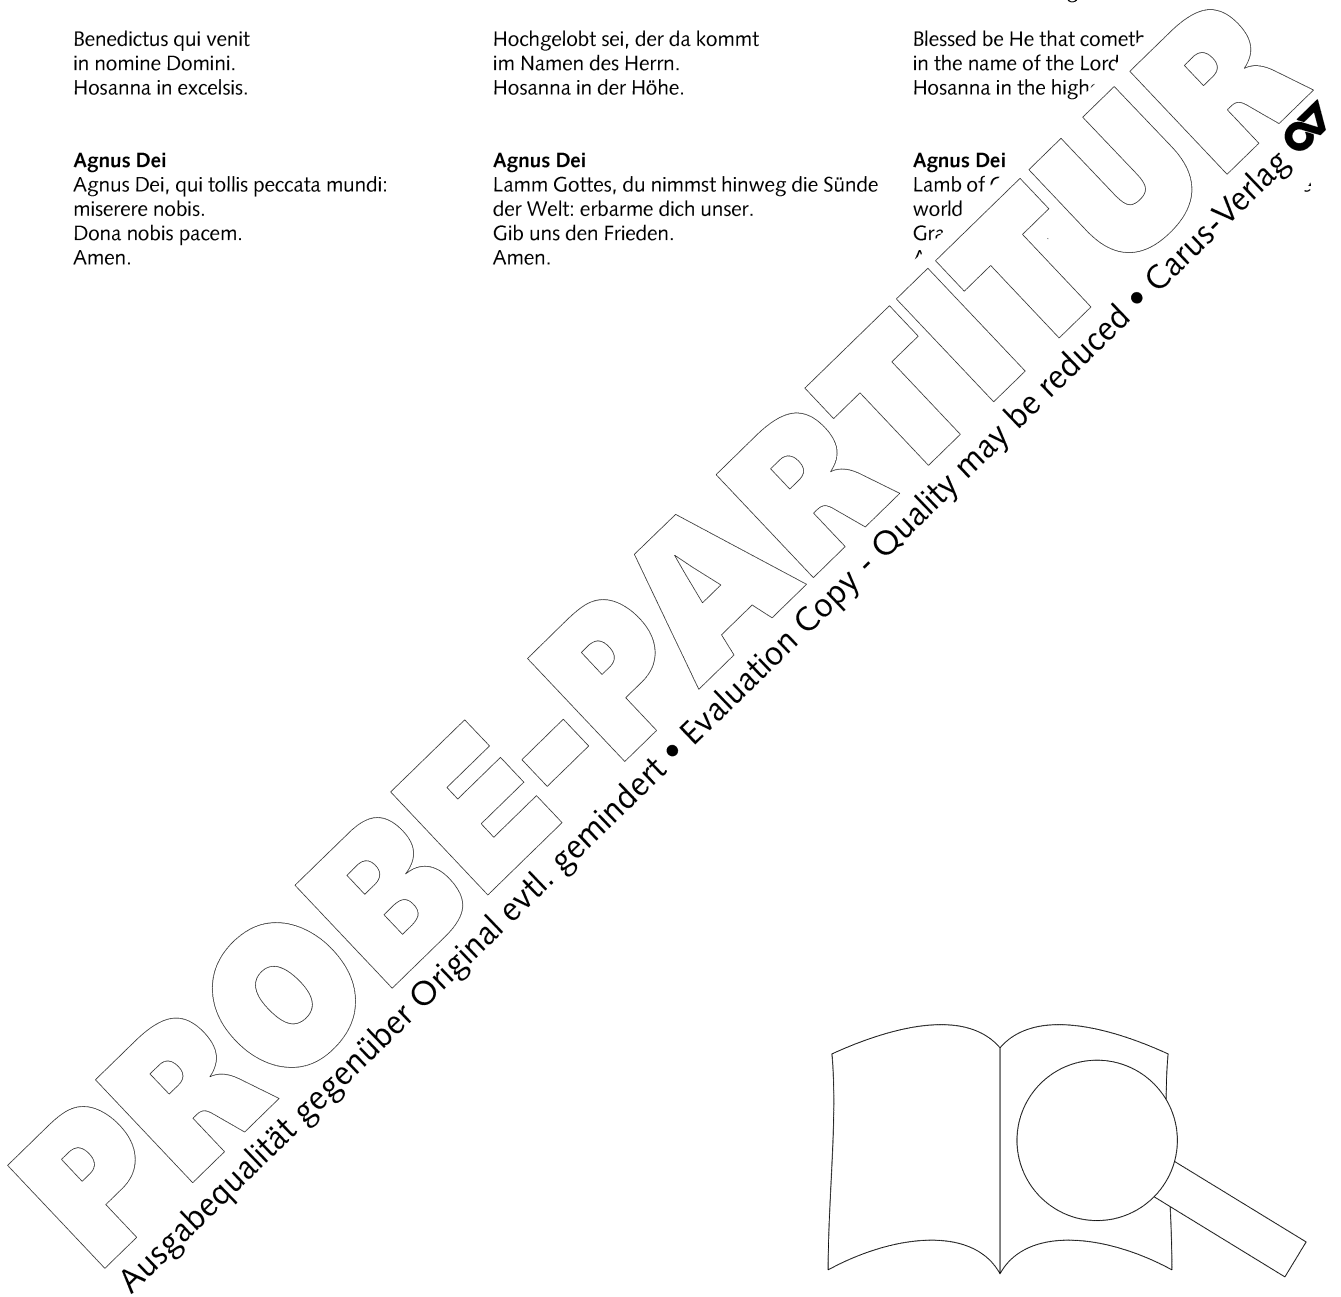 Benedictus qui venit
in nomine Domini.
Hosanna in excelsis.
Agnus Dei
Agnus Dei, qui tollis peccata mundi:
miserere nobis.
Dona nobis pacem.
Amen.
Hochgelobt sei, der da kommt
im Namen des Herrn.
Hosanna in der Höhe.
Agnus Dei
Lamm Gottes, du nimmst hinweg die Sünde
der Welt: erbarme dich unser.
Gib uns den Frieden.
Amen.
Blessed be He that cometh
in the name of the Lord
Hosanna in the
Agnus Dei
Lamb of
world
PROBE-PARTITUR
Ausgabequalität gegenüber Original evtl. gemindert • Evaluation Copy - Quality may be reduced • Carus-Verlag